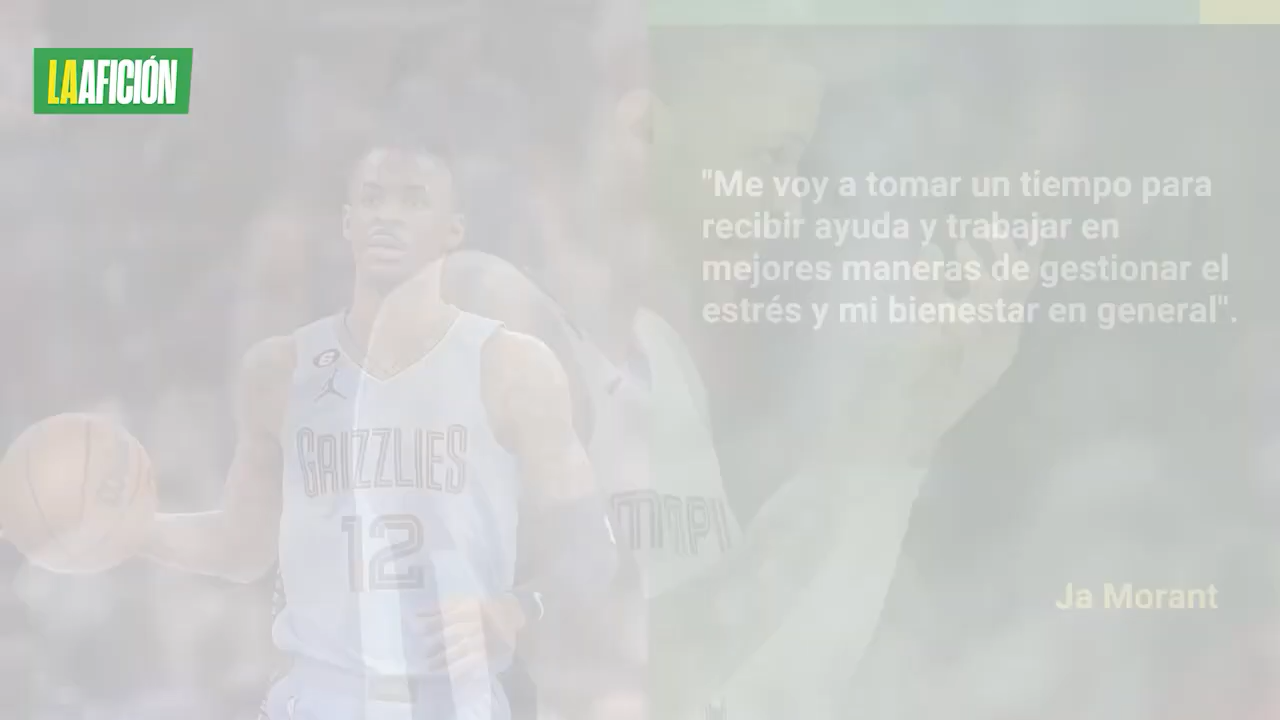 LAAFICIÓN
"Me voy a tomar un tiempo para
recibir ayuda y trabajar en
mejores maneras de gestionar el
estrés y mi bienestar en general".
6
GRIZZLIES
12
Ja Morant